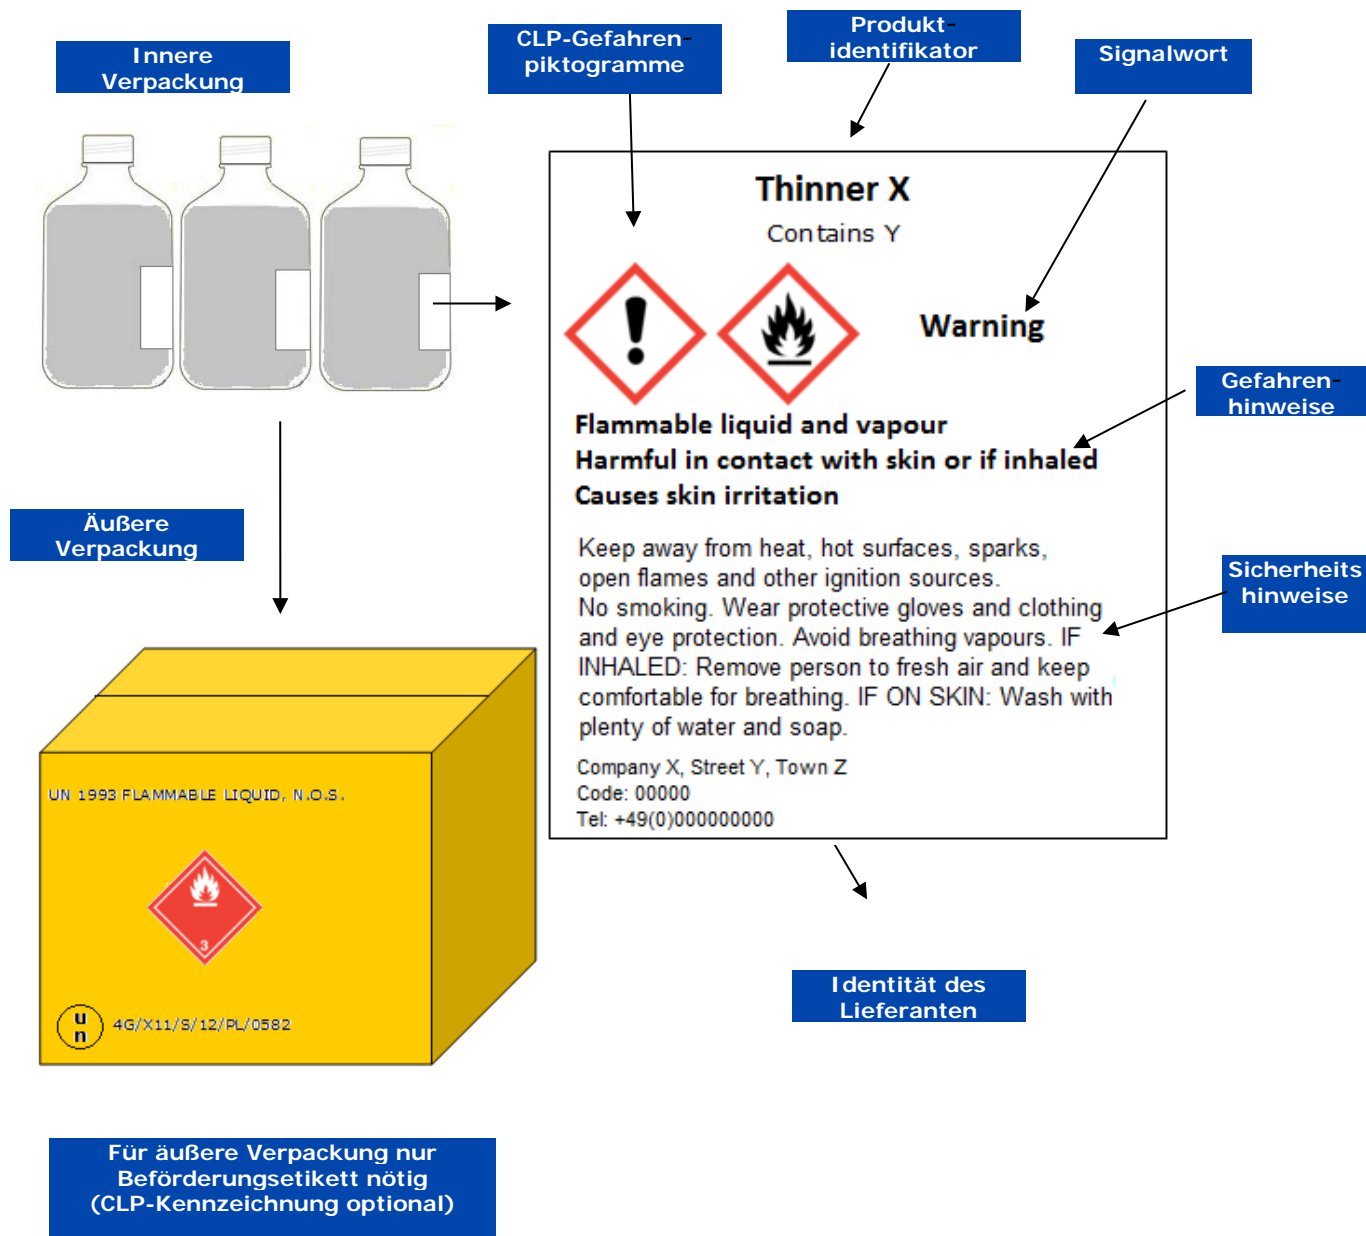 Innere
Verpackung
CLP-Gefahren-
piktogramme
Produkt-
identifikator
Signalwort
Thinner X
Contains Y
Warning
Flammable liquid and vapour
Harmful in contact with skin or if inhaled
Causes skin irritation
Gefahren-
hinweise
Keep away from heat, hot surfaces, sparks,
open flames and other ignition sources.
No smoking. Wear protective gloves and clothing
and eye protection. Avoid breathing vapours. IF
INHALED: Remove person to fresh air and keep
comfortable for breathing. IF ON SKIN: Wash with
plenty of water and soap.
Sicherheits
hinweise
Company X, Street Y, Town Z
Code: 00000
Tel: +49(0)000000000
Identität des
Lieferanten
Äußere
Verpackung
UN 1993 FLAMMABLE LIQUID, N.O.S.
3
un
4G/X11/S/12/PL/0582
Für äußere Verpackung nur
Beförderungsetikett nötig
(CLP-Kennzeichnung optional)